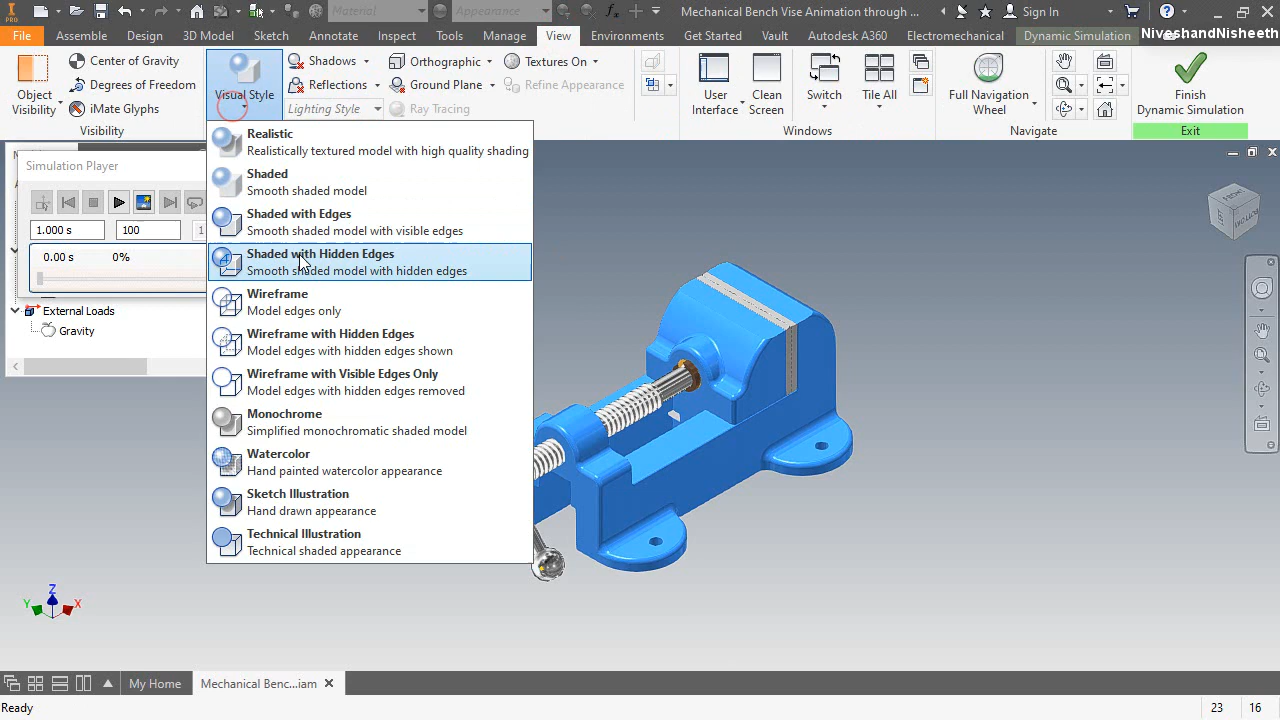 Material
Appearance
Mechanical Bench Vise Animation through ...
Sign In
PRO
File
Assemble
Design
3D Model
Sketch
Annotate
Inspect
Tools
Manage
View
Environments
Get Started
Vault
Autodesk A360
Electromechanical
Dynamic Simulation
NiveshandNisheeth
Object
Visibility
Center of Gravity
Degrees of Freedom
iMate Glyphs
Visibility
Visual Style
Shadows
Reflections
Lighting Style
Orthographic
Ground Plane
Ray Tracing
Textures On
Refine Appearance
User
Interface
Clean
Screen
Switch
Tile All
Windows
Full Navigation
Wheel
Navigate
Finish
Dynamic Simulation
Exit
Simulation Player
1.000 s
100
1
0.00 s
0%
External Loads
Gravity
Realistic
Realistically textured model with high quality shading
Shaded
Smooth shaded model
Shaded with Edges
Smooth shaded model with visible edges
Shaded with Hidden Edges
Smooth shaded model with hidden edges
Wireframe
Model edges only
Wireframe with Hidden Edges
Model edges with hidden edges shown
Wireframe with Visible Edges Only
Model edges with hidden edges removed
Monochrome
Simplified monochromatic shaded model
Watercolor
Hand painted watercolor appearance
Sketch Illustration
Hand drawn appearance
Technical Illustration
Technical shaded appearance
Z
Y
X
My Home
Mechanical Benc...iam
Ready
23
16